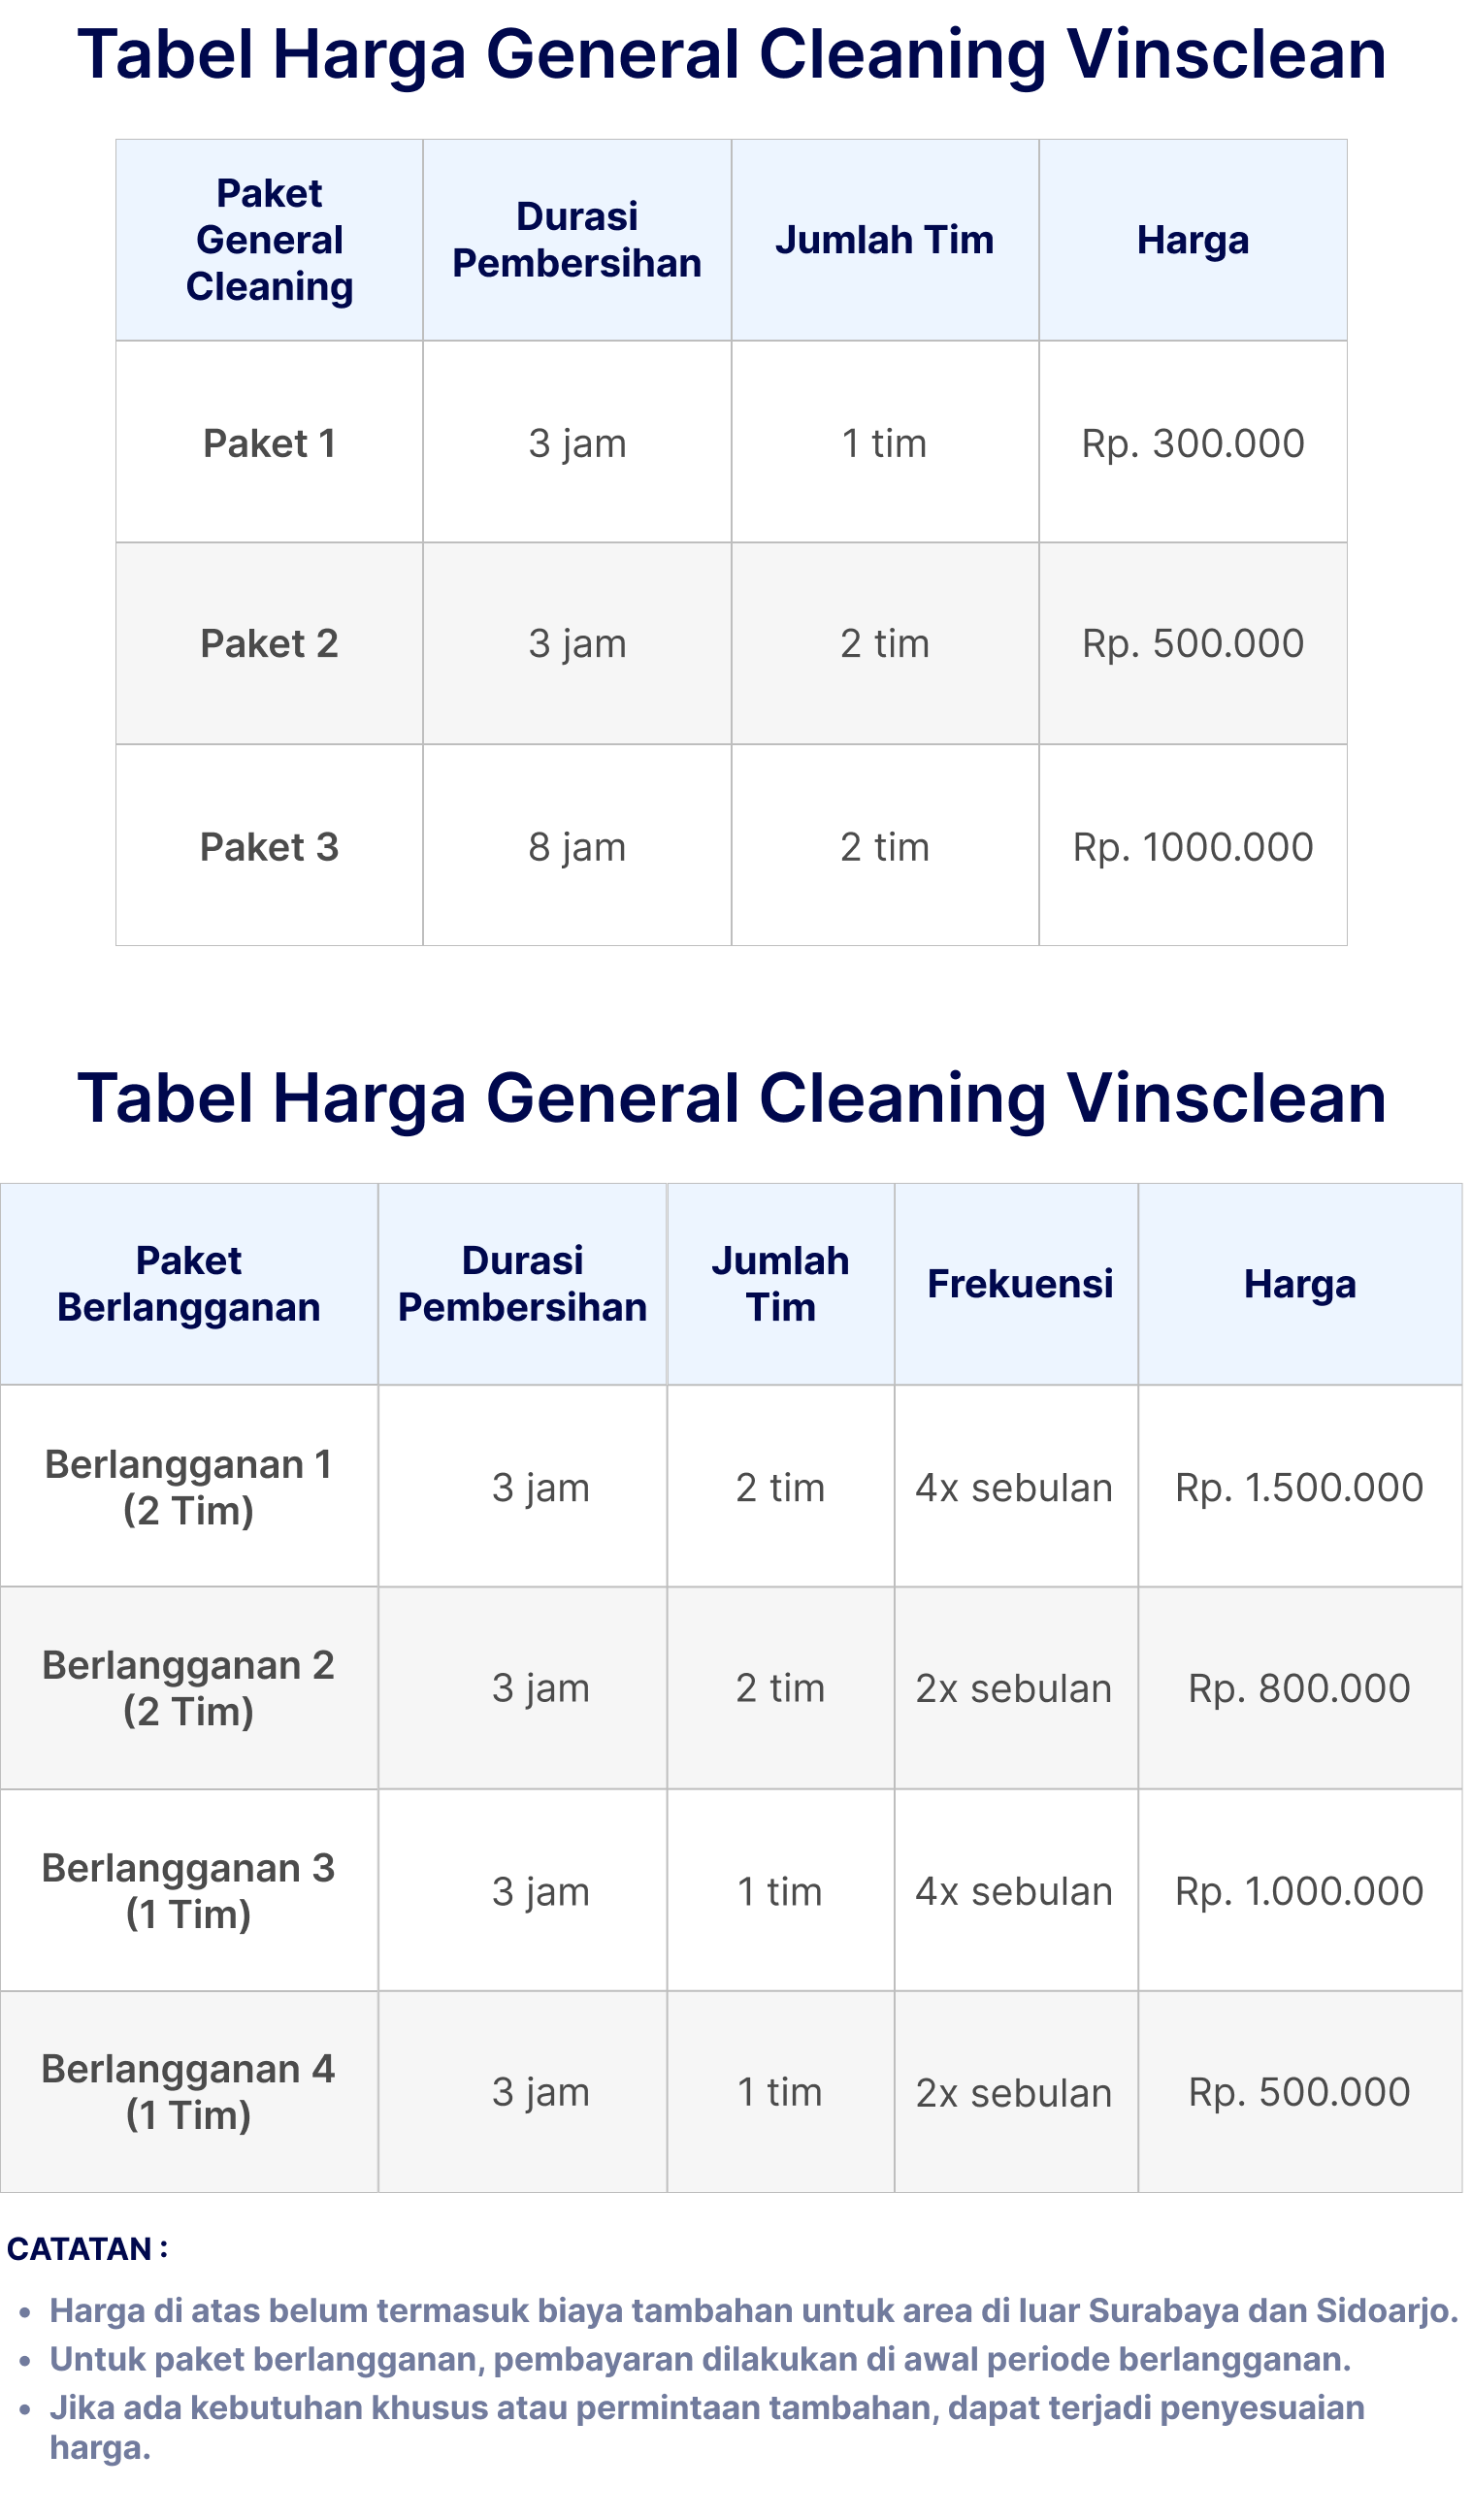 Tabel Harga General Cleaning Vinsclean
Paket
General
Cleaning
Durasi
Pembersihan
Jumlah Tim
Harga
Paket 1
3 jam
1 tim
Rp. 300.000
Paket 2
3 jam
2 tim
Rp. 500.000
Paket 3
8 jam
2 tim
Rp. 1000.000
Tabel Harga General Cleaning Vinsclean
Paket
Berlangganan
Durasi
Pembersihan
Jumlah
Tim
Frekuensi
Harga
Berlangganan 1
(2 Tim)
3 jam
2 tim
4x sebulan
Rp. 1.500.000
Berlangganan 2
(2 Tim)
3 jam
2 tim
2x sebulan
Rp. 800.000
Berlangganan 3
(1 Tim)
3 jam
1 tim
4x sebulan
Rp. 1.000.000
Berlangganan 4
(1 Tim)
3 jam
1 tim
2x sebulan
Rp. 500.000
CATATAN :
• Harga di atas belum termasuk biaya tambahan untuk area di luar Surabaya dan Sidoarjo.
• Untuk paket berlangganan, pembayaran dilakukan di awal periode berlangganan.
• Jika ada kebutuhan khusus atau permintaan tambahan, dapat terjadi penyesuaian
harga.